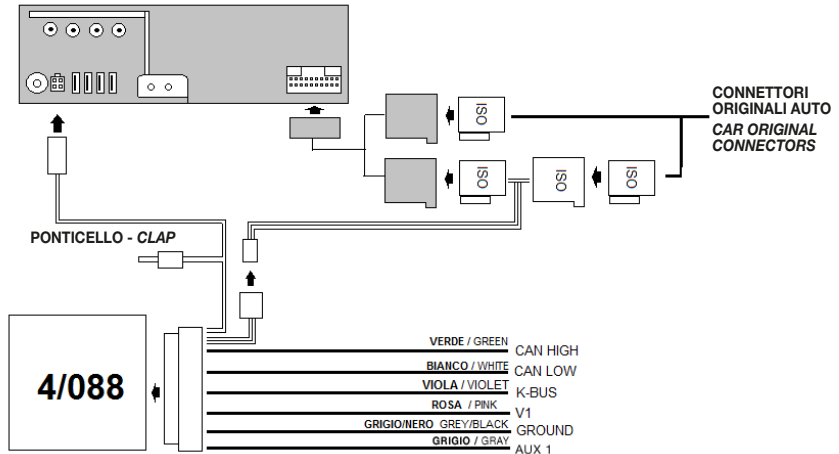 CONNETTORI
ORIGINALI AUTO
CAR ORIGINAL
CONNECTORS
ISO
ISO
ISO
ISO
PONTICELLO - CLAP
4/088
VERDE / GREEN CAN HIGH
BIANCO / WHITE CAN LOW
VIOLA / VIOLET K-BUS
ROSA / PINK V1
GRIGIO/NERO GREY/BLACK GROUND
GRIGIO / GRAY AUX 1